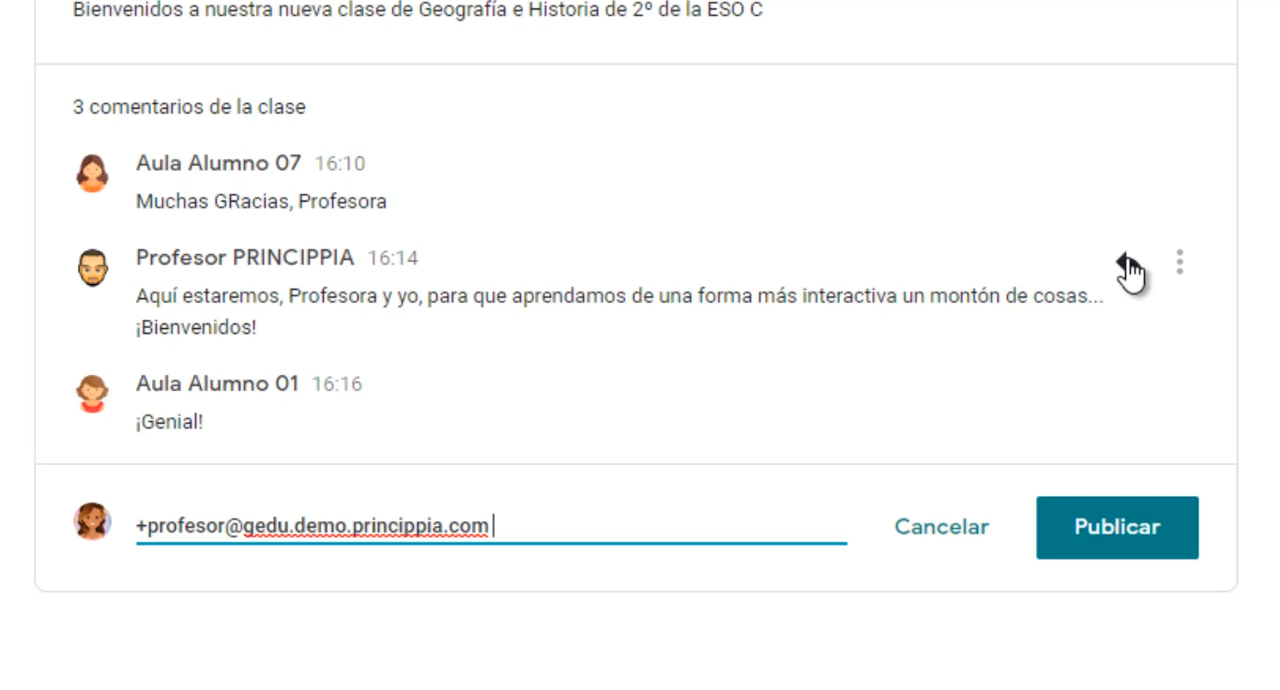 Bienvenidos a nuestra nueva clase de Geografía e Historia de 2º de la ESO C
3 comentarios de la clase
Aula Alumno 07 16:10
Muchas GRacias, Profesora
Profesor PRINCIPPIA 16:14
Aquí estaremos, Profesora y yo, para que aprendamos de una forma más interactiva un montón de cosas...
¡Bienvenidos!
Aula Alumno 01 16:16
¡Genial!
+profesor@gedu.demo.princippia.com Cancelar Publicar